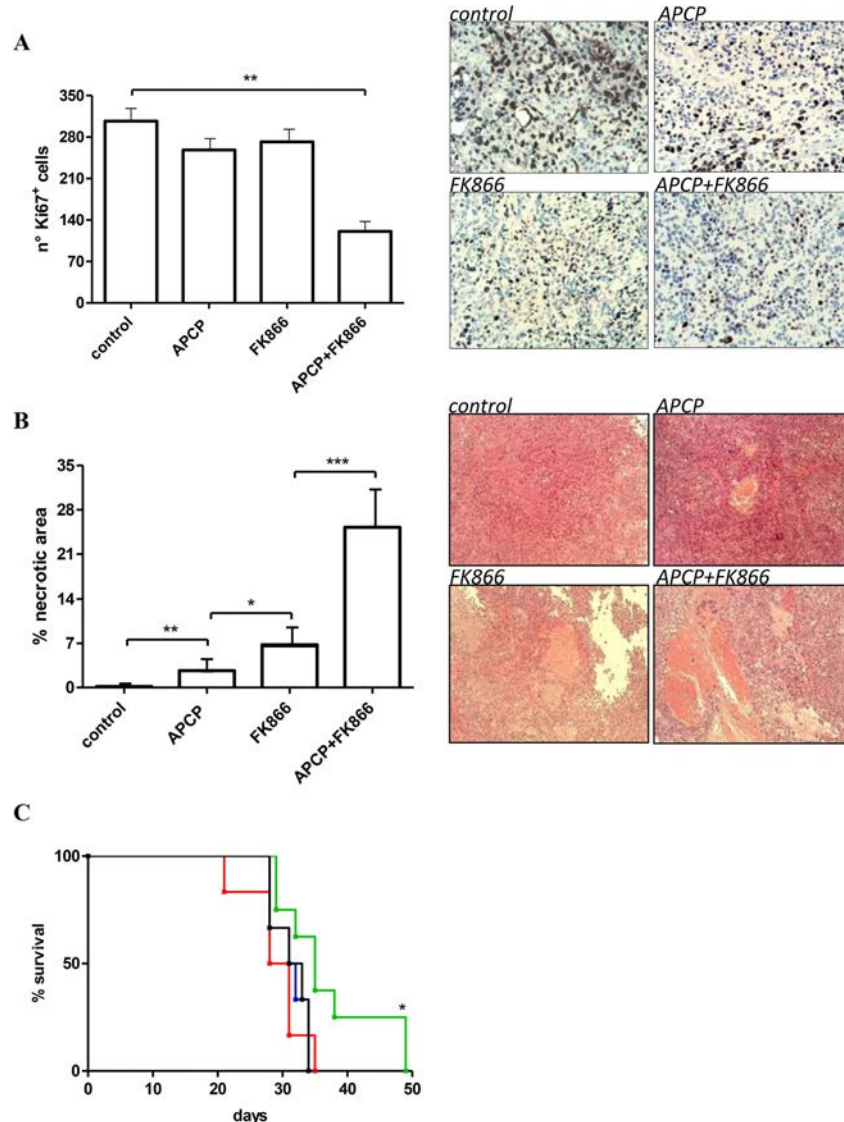 A
**
350
280
210
140
70
0
n° Ki67+ cells
control
APCP
FK866
APCP+FK866
control
APCP
FK866
APCP+FK866
B
35
28
21
14
7
0
% necrotic area
**
*
***
control
APCP
FK866
APCP+FK866
control
APCP
FK866
APCP+FK866
C
100
50
0
% survival
*
0 10 20 30 40 50
days